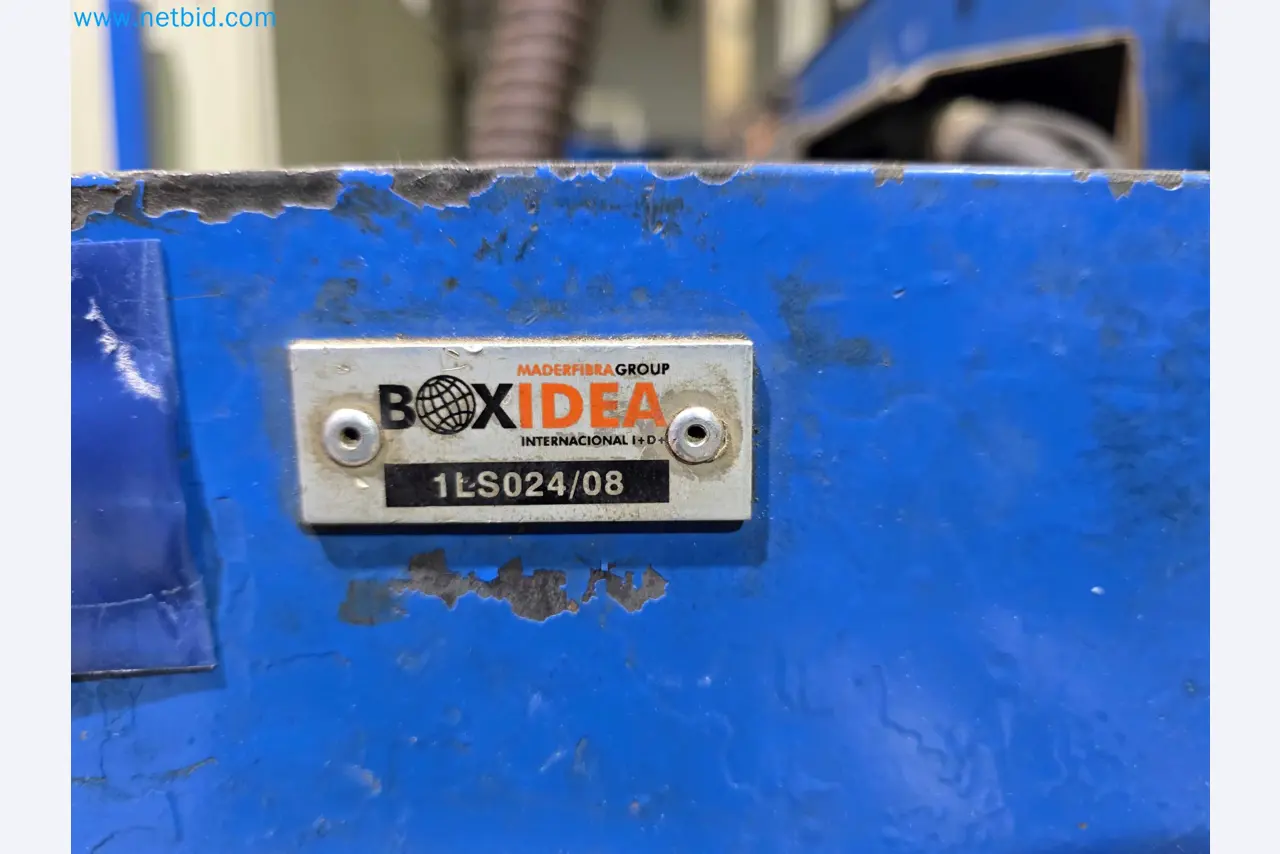 www.netbid.com
MADERFIBRAGROUP
BOXIDEA
INTERNACIONAL I+D+
1LS024/08